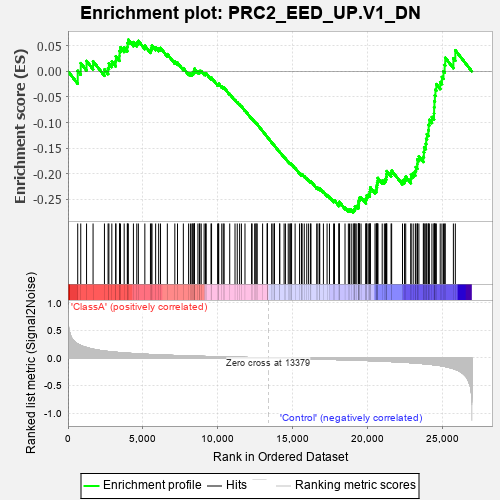 Enrichment plot: PRC2_EED_UP.V1_DN
Enrichment score (ES)
0.05
0.00
-0.05
-0.10
-0.15
-0.20
-0.25
Ranked list metric (Signal2Noise)
1.0
0.5
0.0
-0.5
-1.0
'ClassA' (positively correlated)
Zero cross at 13379
'Control' (negatively correlated)
0
5,000
10,000
15,000
20,000
25,000
Rank in Ordered Dataset
Enrichment profile
Hits
Ranking metric scores